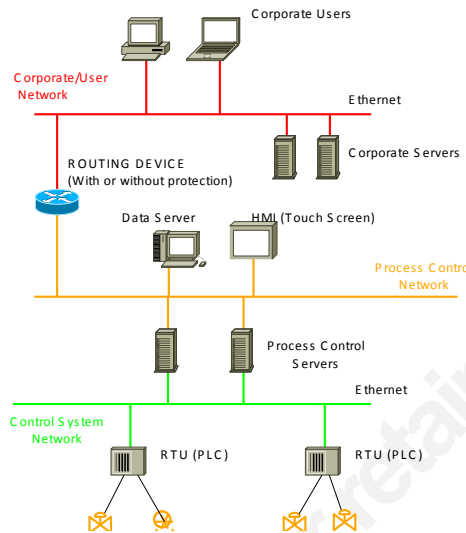 Corporate Users
Corporate/User
Network
Ethernet
ROUTING DEVICE
(With or without protection)
Corporate Servers
Data Server
HMI (Touch Screen)
Process Contro
Network
Process Control
Servers
Ethernet
Control System
Network
RTU (PLC)
RTU (PLC)